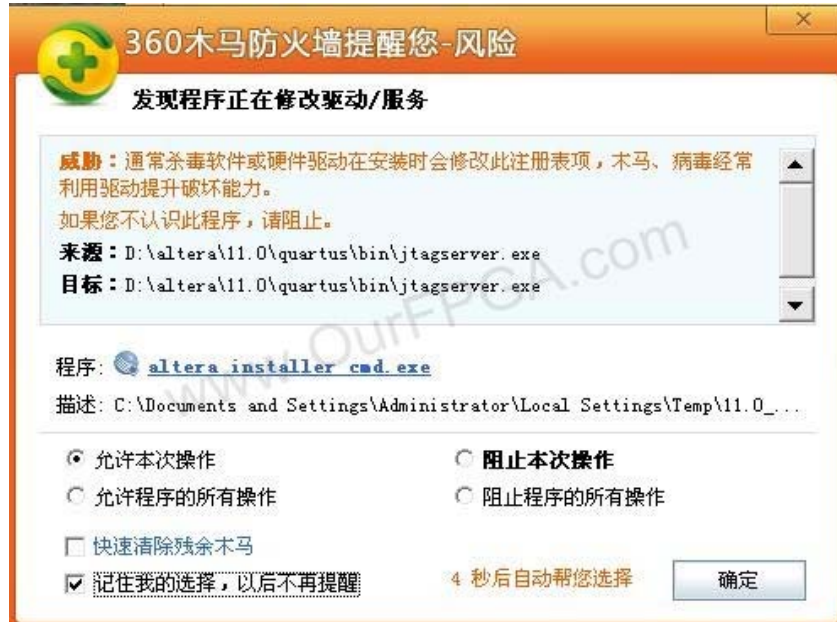 360木马防火墙提醒您-风险
发现程序正在修改驱动/服务
威胁：通常杀毒软件或硬件驱动在安装时会修改此注册表项，木马、病毒经常
利用驱动提升破坏能力。
如果您不认识此程序，请阻止。
来源：D:\altera\11.0\quartus\bin\jtagserver.exe
目标：D:\altera\11.0\quartus\bin\jtagserver.exe
www.OurFPGA.com
程序: altera_installer_cmd.exe
描述: C:\Documents and Settings\Administrator\Local Settings\Temp\11.0_...
允许本次操作 阻止本次操作
允许程序的所有操作 阻止程序的所有操作
快速清除残余木马
记住我的选择，以后不再提醒 4 秒后自动帮您选择 确定